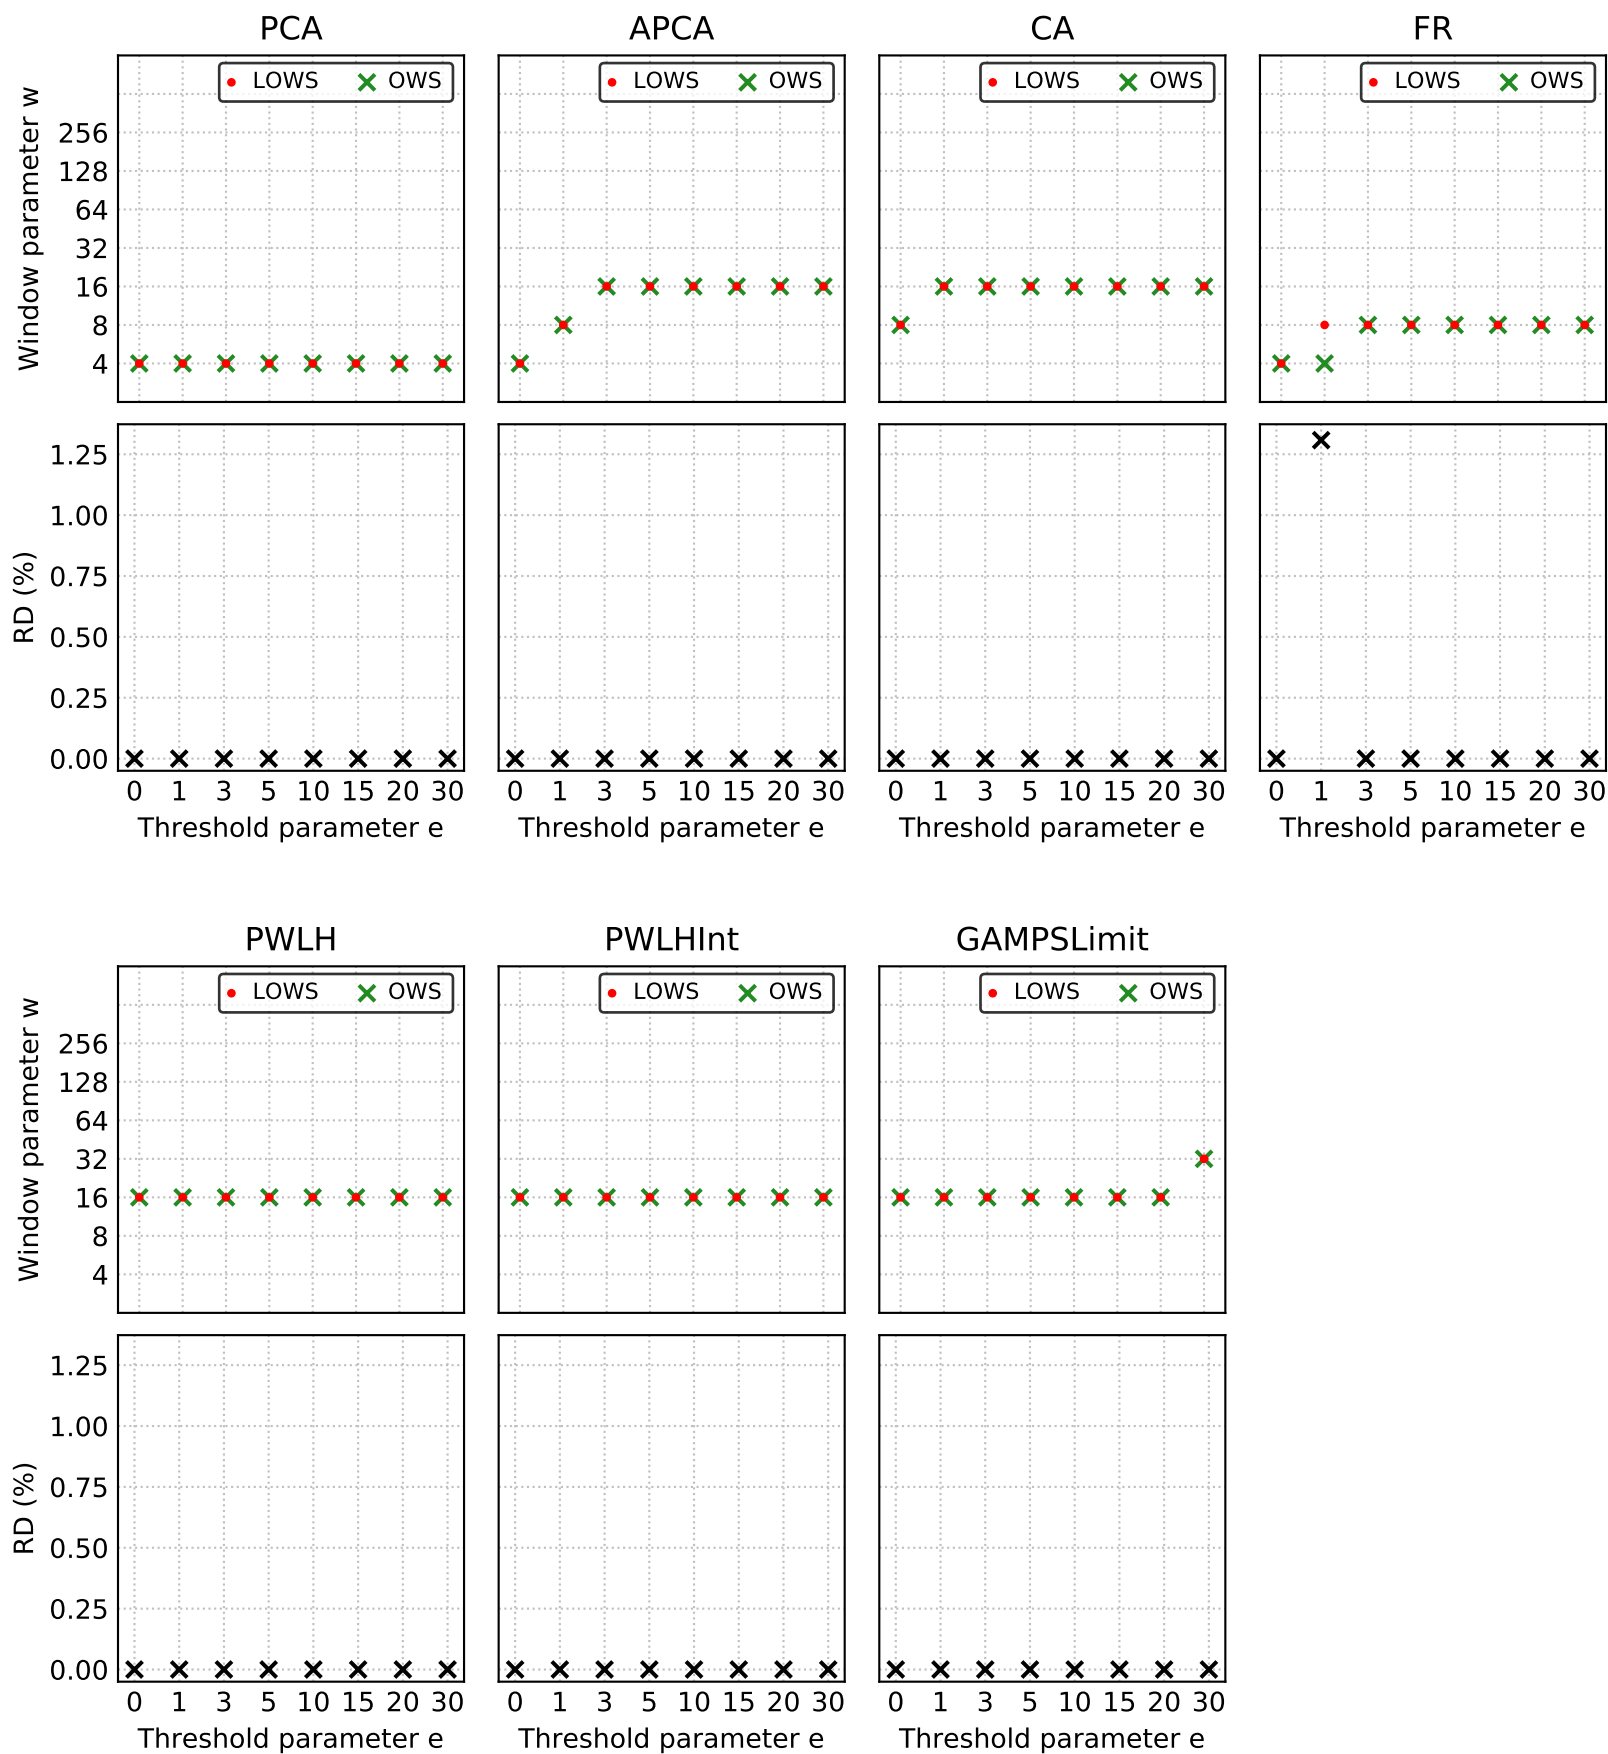 PCA APCA CA FR
LOWS OWS LOWS OWS LOWS OWS LOWS OWS
Window parameter w
256
128
64
32
16
8
4
RD (%)
1.25
1.00
0.75
0.50
0.25
0.00
0 1 3 5 10 15 20 30 0 1 3 5 10 15 20 30 0 1 3 5 10 15 20 30 0 1 3 5 10 15 20 30
Threshold parameter e Threshold parameter e Threshold parameter e Threshold parameter e
PWLH PWLHInt GAMPSLimit
LOWS OWS LOWS OWS LOWS OWS
Window parameter w
256
128
64
32
16
8
4
RD (%)
1.25
1.00
0.75
0.50
0.25
0.00
0 1 3 5 10 15 20 30 0 1 3 5 10 15 20 30 0 1 3 5 10 15 20 30
Threshold parameter e Threshold parameter e Threshold parameter e